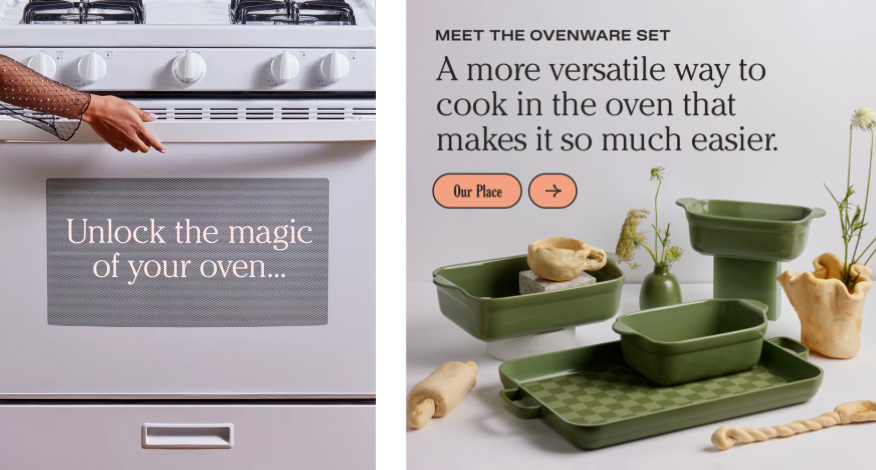 Unlock the magic
of your oven...
MEET THE OVENWARE SET
A more versatile way to
cook in the oven that
makes it so much easier.
Our Place